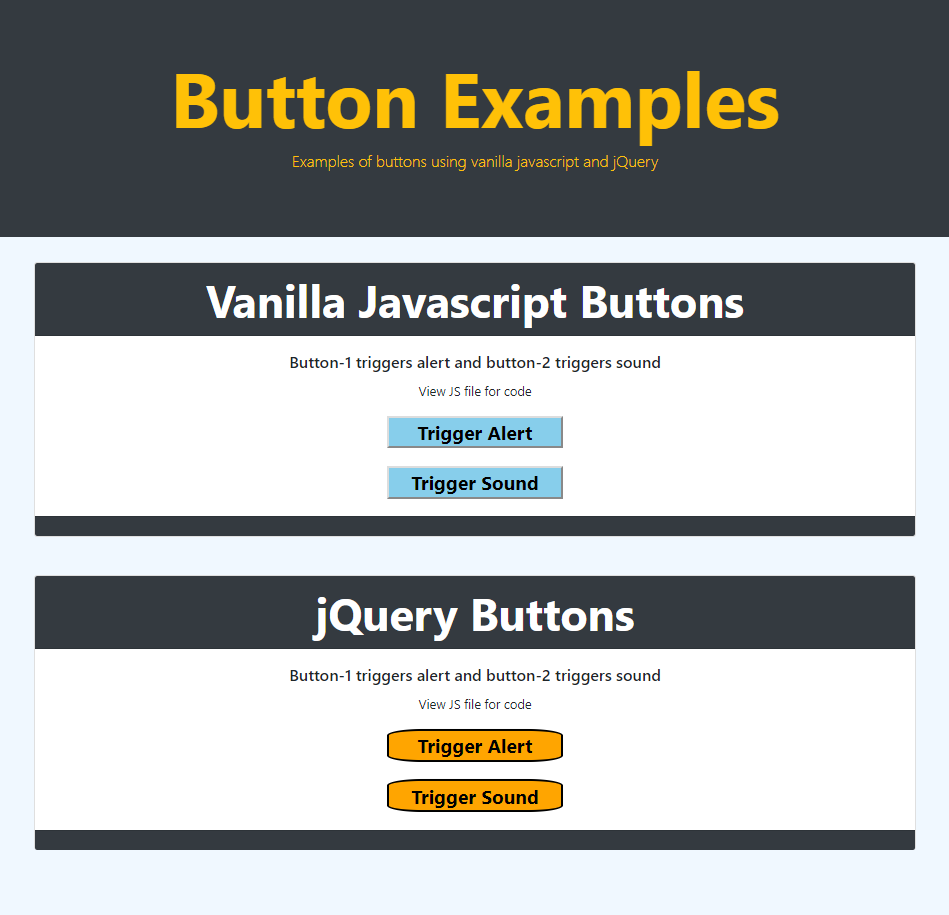 Button Examples
Examples of buttons using vanilla javascript and jQuery
Vanilla Javascript Buttons
Button-1 triggers alert and button-2 triggers sound
View JS file for code
Trigger Alert
Trigger Sound
jQuery Buttons
Button-1 triggers alert and button-2 triggers sound
View JS file for code
Trigger Alert
Trigger Sound